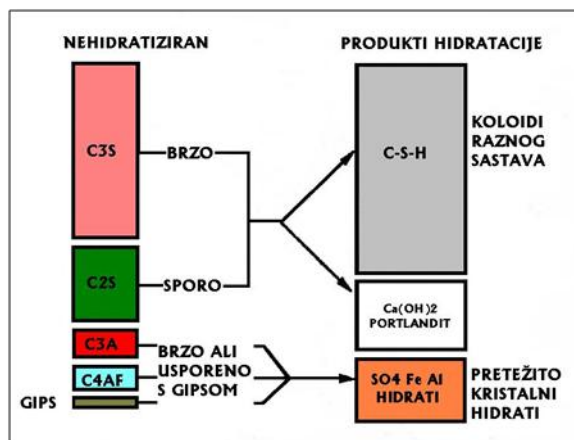 NEHIDRATIZIRAN
PRODUKTI HIDRATACIJE
C3S
BRZO
C-S-H
KOLOIDI
RAZNOG
SASTAVA
C2S
SPORO
Ca(OH)2
PORTLANDIT
C3A
C4AF
GIPS
BRZO ALI
USPORENO
S GIPSOM
SO4 Fe Al
HIDRATI
PRETEŽITO
KRISTALNI
HIDRATI